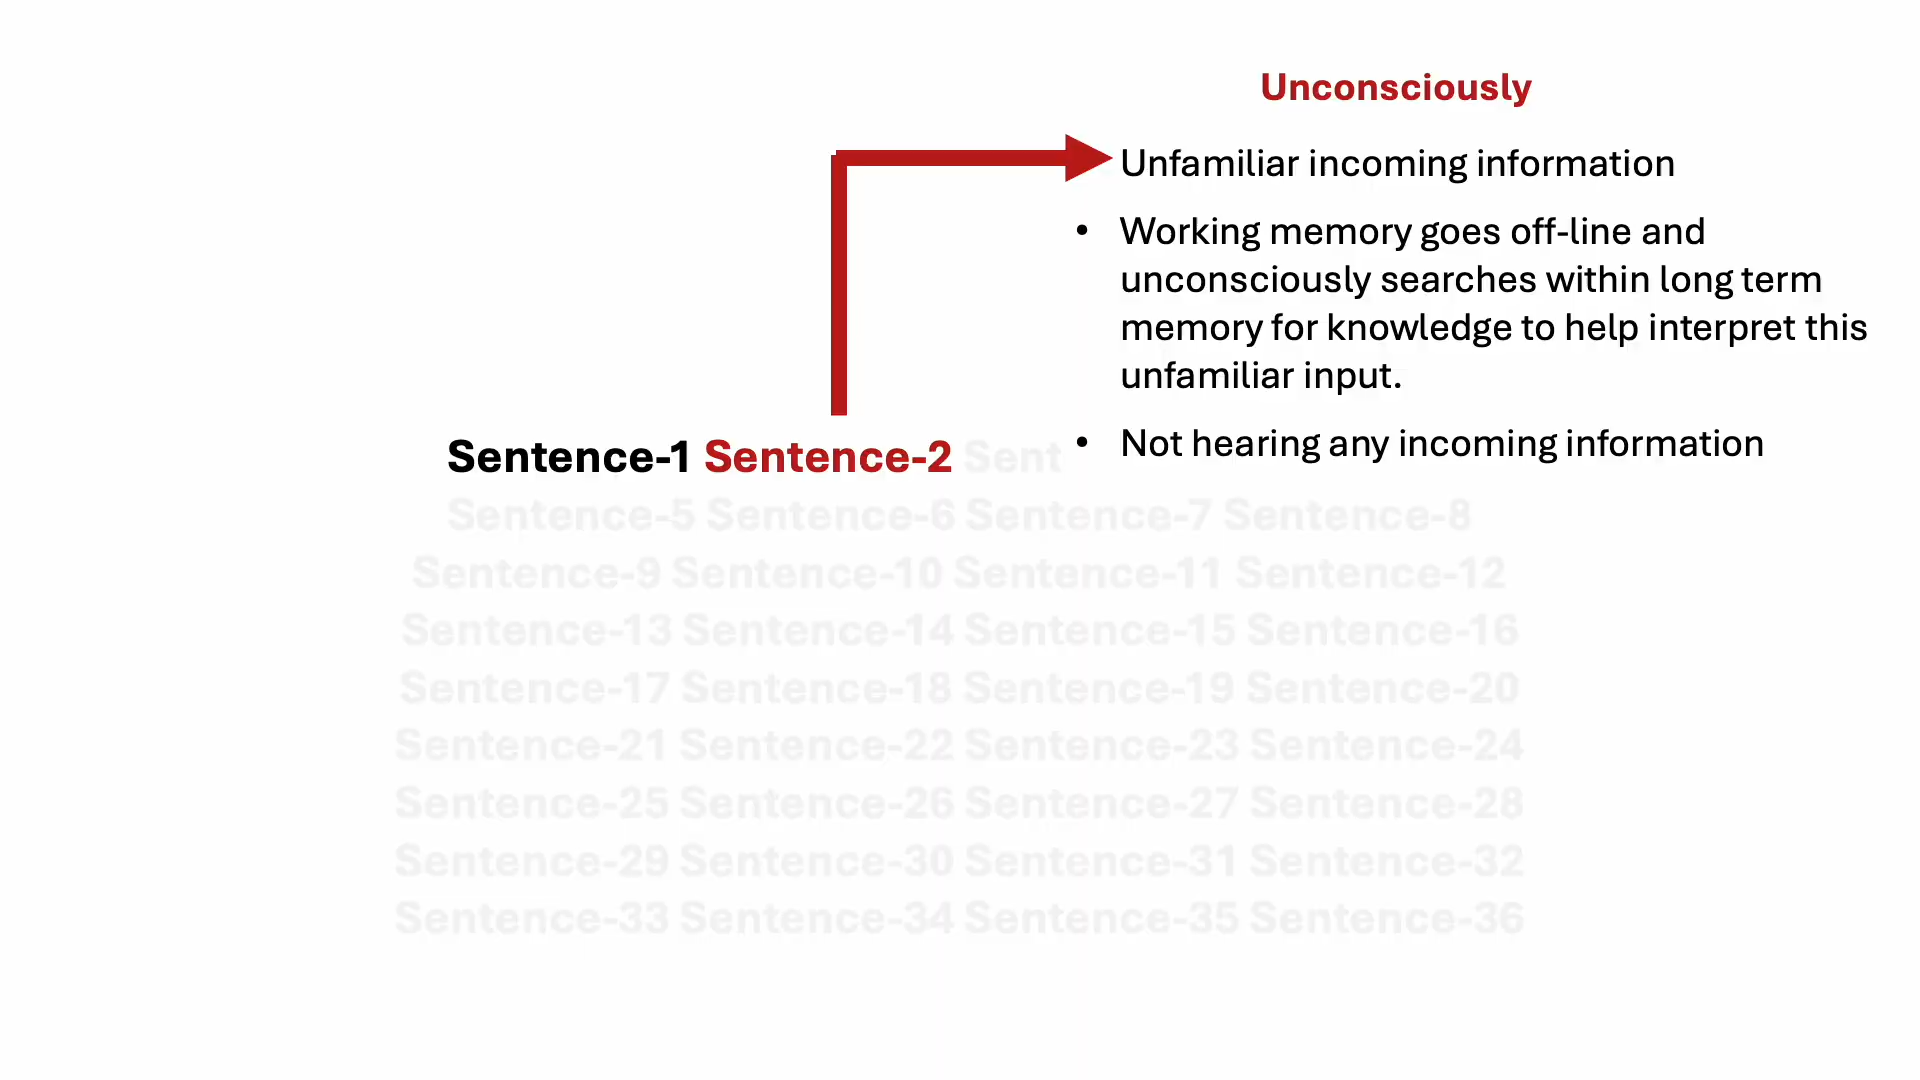 Unconsciously
Unfamiliar incoming information
• Working memory goes off-line and
unconsciously searches within long term
memory for knowledge to help interpret this
unfamiliar input.
• Not hearing any incoming information
Sentence-1 Sentence-2 Sent
Sentence-5 Sentence-6 Sentence-7 Sentence-8
Sentence-9 Sentence-10 Sentence-11 Sentence-12
Sentence-13 Sentence-14 Sentence-15 Sentence-16
Sentence-17 Sentence-18 Sentence-19 Sentence-20
Sentence-21 Sentence-22 Sentence-23 Sentence-24
Sentence-25 Sentence-26 Sentence-27 Sentence-28
Sentence-29 Sentence-30 Sentence-31 Sentence-32
Sentence-33 Sentence-34 Sentence-35 Sentence-36